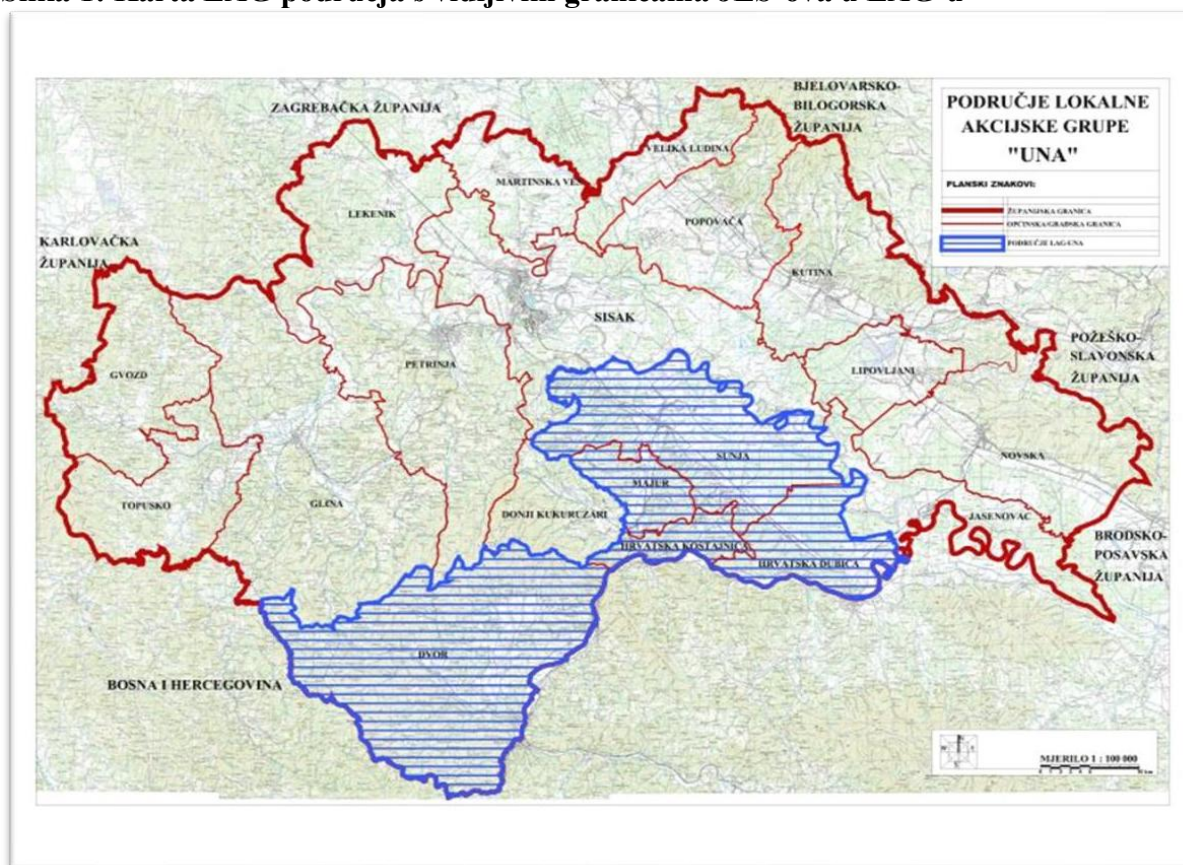 Slika 1. Karta LAG područja s vidljivim granicama JLS-ova u LAG-u
ZAGREBAČKA ŽUPANIJA
BJELOVARSKO-
BILOGORSKA
ŽUPANIJA
PODRUČJE LOKALNE
AKCIJSKE GRUPE
"UNA"
PLANSKI ZNAKOVI:
ŽUPANIJSKA GRANICA
OPĆINSKA/GRADSKA GRANICA
PODRUČJE LAG-UNA
VELIKA LUDINA
MARTINSKA VES
LEKENIK
POPOVAČA
KARLOVAČKA
ŽUPANIJA
KUTINA
SISAK
POŽEŠKO-
SLAVONSKA
ŽUPANIJA
PETRINJA
GVOZD
LIPOVLJANI
SUNJA
NOVSKA
MAJUR
TOPUSKO
GLINA
DONJI KUKURUZARI
JASENOVAC
BRODSKO-
POSAVSKA
ŽUPANIJA
HRVATSKA KOSTAJNICA
HRVATSKA DUBICA
DVOR
BOSNA I HERCEGOVINA
MJERILO 1 : 100 000